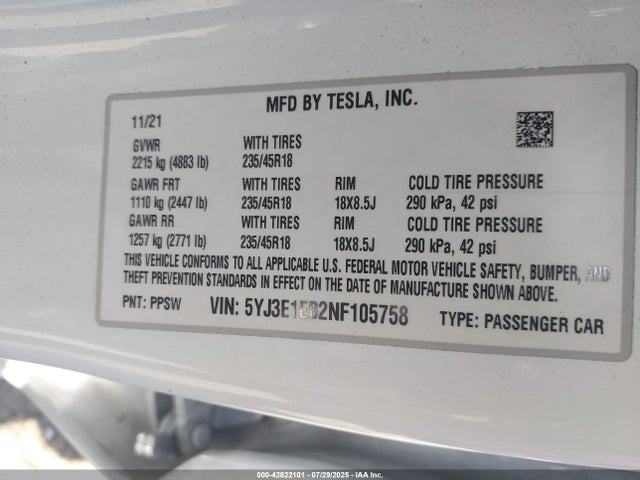 MFD BY TESLA, INC.
11/21
GVWR WITH TIRES
2215 kg (4883 lb) 235/45R18
GAWR FRT WITH TIRES RIM COLD TIRE PRESSURE
1110 kg (2447 lb) 235/45R18 18X8.5J 290 kPa, 42 psi
GAWR RR WITH TIRES RIM COLD TIRE PRESSURE
1257 kg (2771 lb) 235/45R18 18X8.5J 290 kPa, 42 psi
THIS VEHICLE CONFORMS TO ALL APPLICABLE U.S. FEDERAL MOTOR VEHICLE SAFETY, BUMPER, AND
THEFT PREVENTION STANDARDS IN EFFECT ON THE DATE OF MANUFACTURE SHOWN ABOVE.
PNT: PPSW VIN: 5YJ3E1EB2NF105758 TYPE: PASSENGER CAR
000-42822101 - 07/29/2025 - IAA Inc.